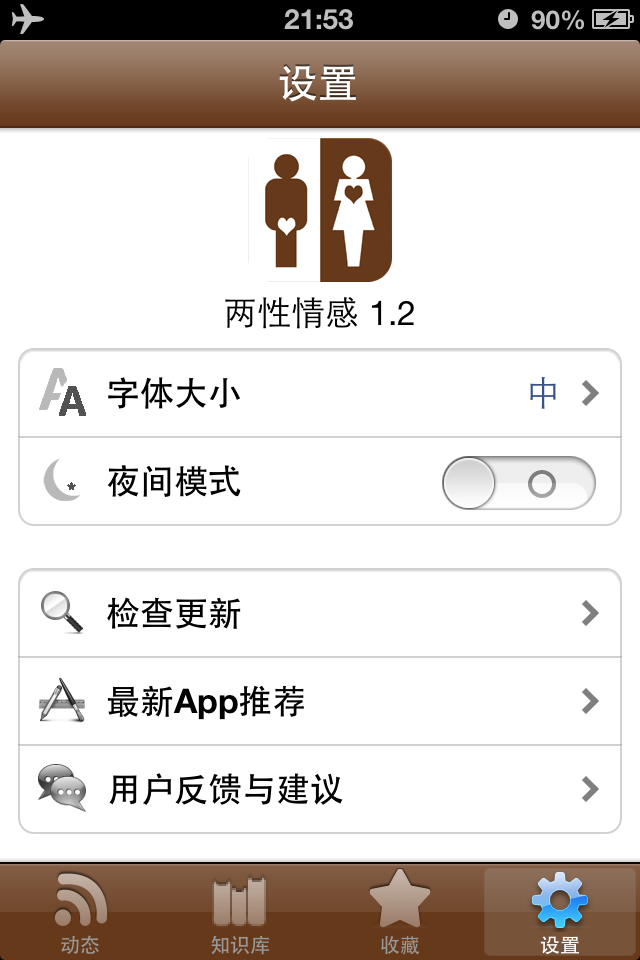 21:53 90%
设置
两性情感 1.2
字体大小 中
夜间模式
检查更新
最新App推荐
用户反馈与建议
动态 知识库 收藏 设置